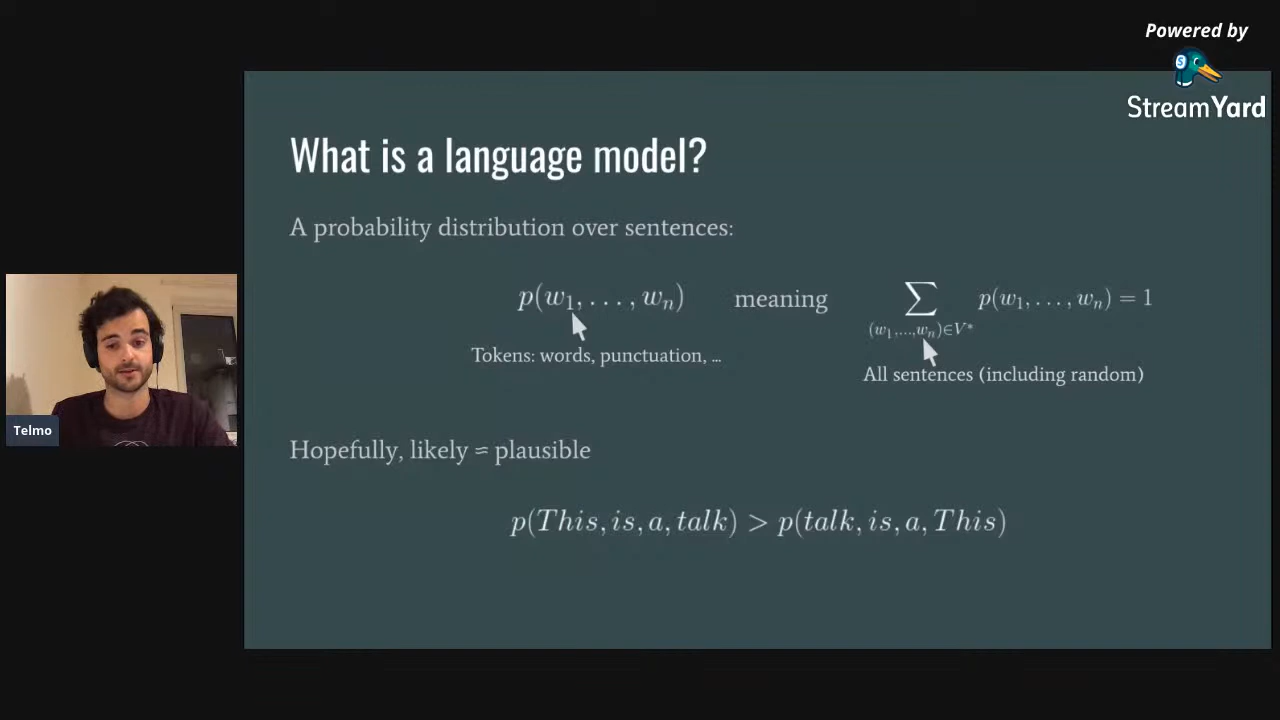 Powered by
StreamYard
What is a language model?
A probability distribution over sentences:
p(w₁, . . . , wₙ) meaning ∑ p(w₁, . . . , wₙ) = 1
(w₁,...,wₙ)∈V*
Tokens: words, punctuation, ...
All sentences (including random)
Telmo
Hopefully, likely ≈ plausible
p(This, is, a, talk) > p(talk, is, a, This)